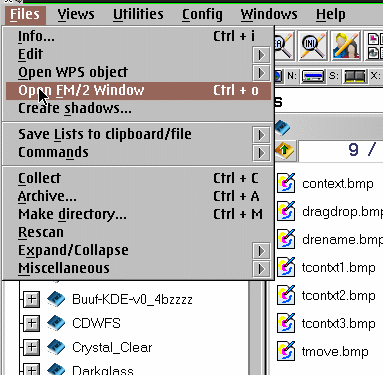 Files Views Utilities Config Windows Help
Info... Ctrl + i
Edit
Open WPS object
Open FM/2 Window Ctrl + o
Create shadows...
Save Lists to clipboard/file
Commands
Collect Ctrl + C
Archive... Ctrl + A
Make directory... Ctrl + M
Rescan
Expand/Collapse
Miscellaneous
N: S: X:
S
9 /
context.bmp
dragdrop.bmp
drename.bmp
tcontxt1.bmp
tcontxt2.bmp
tcontxt3.bmp
tmove.bmp
Buuf-KDE-v0_4bzzzz
CDWFS
Crystal_Clear
Darkglass